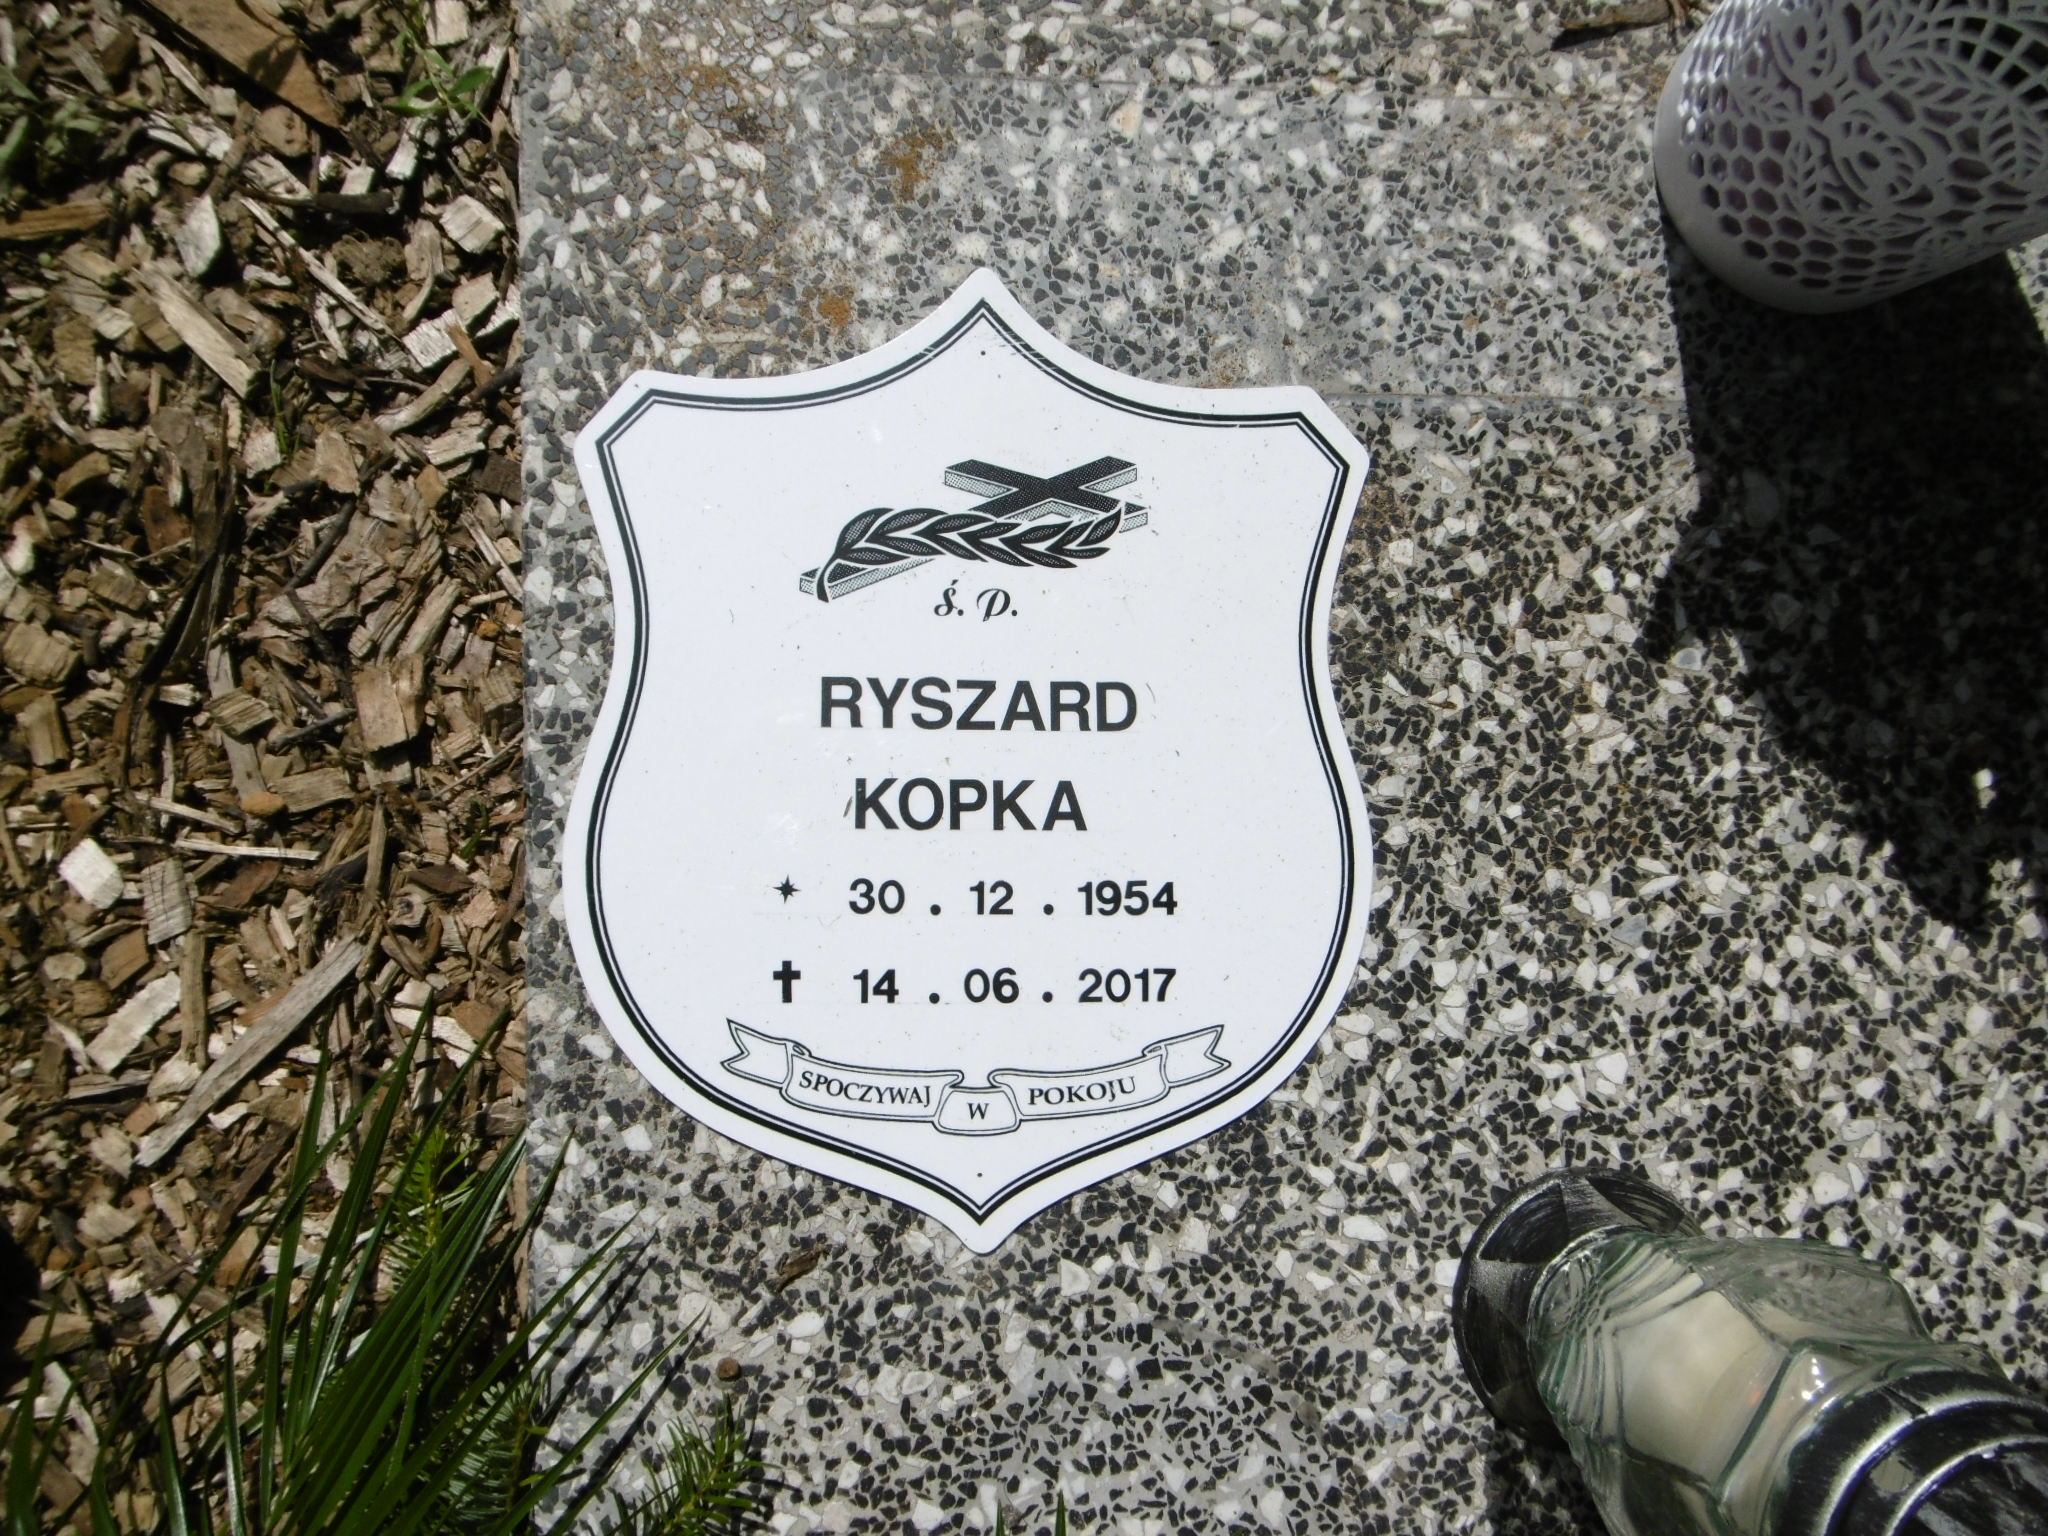 Ś. P.
RYSZARD
KOPKA
30 . 12 . 1954
✝ 14 . 06 . 2017
SPOCZYWAJ W POKOJU